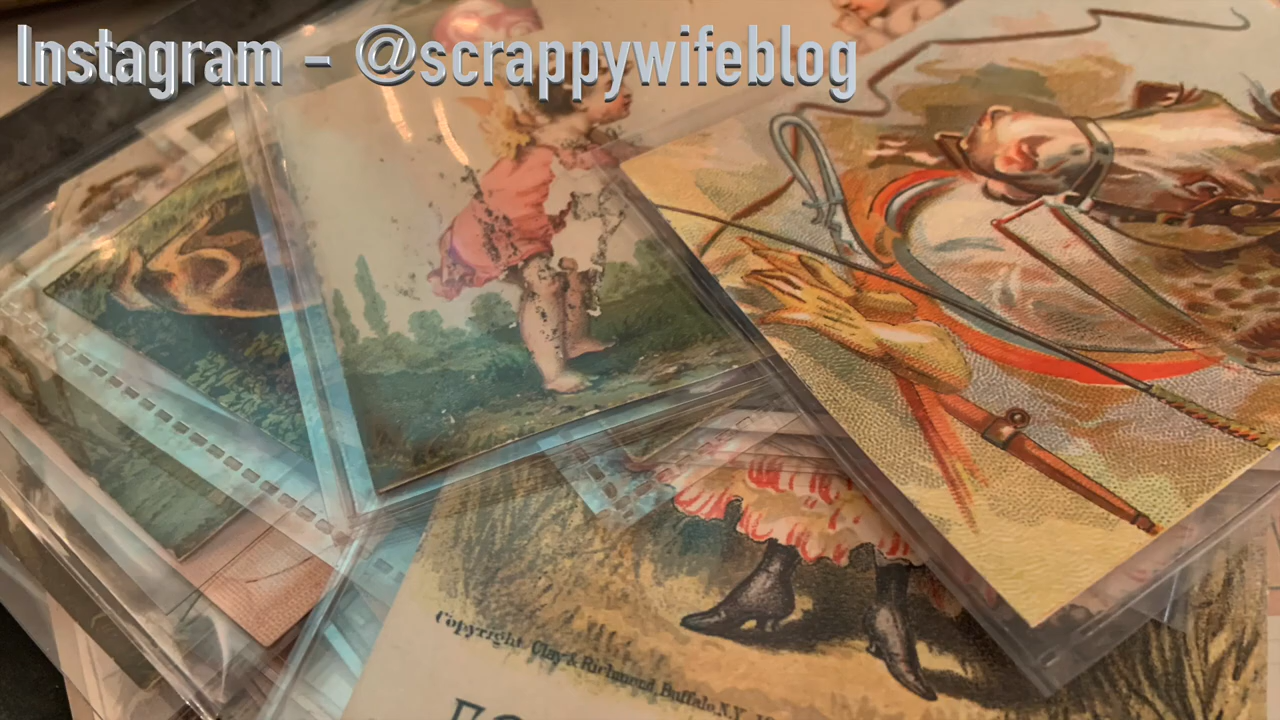 Instagram - @scrappywifeblog
Copyright Clay & Richmond, Buffalo, N.Y.